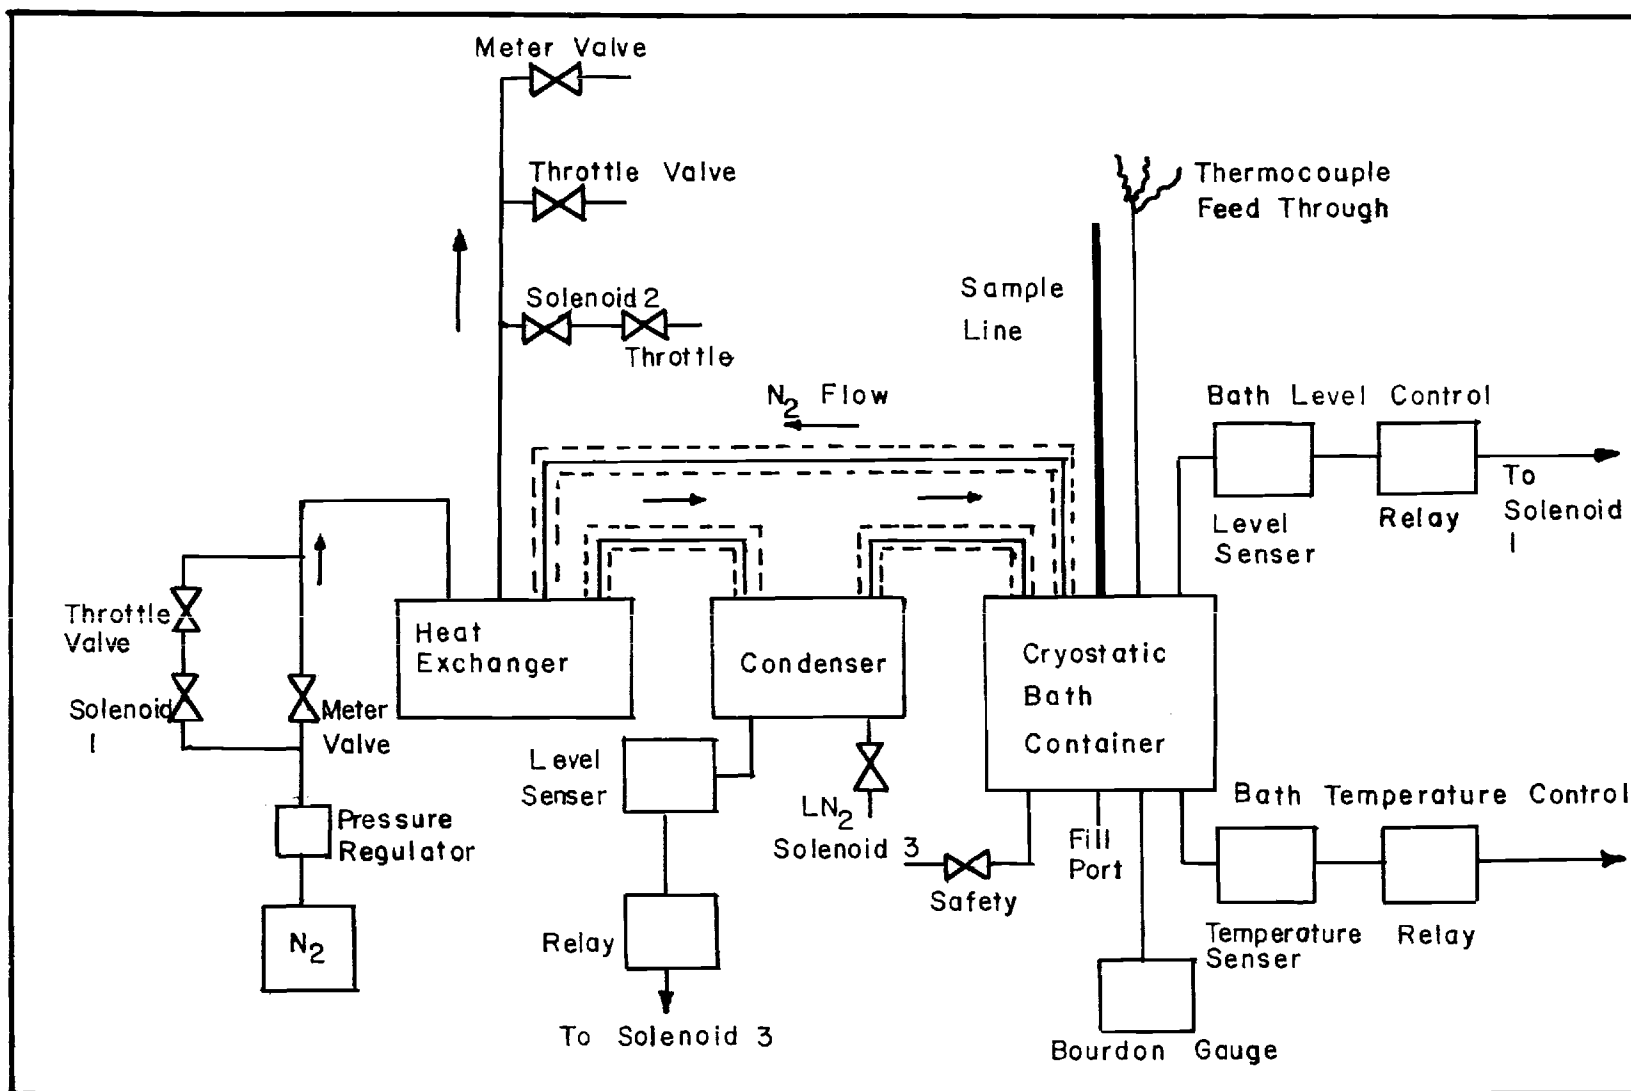 Meter Valve
Throttle Valve
Thermocouple
Feed Through
Solenoid 2
Throttle
Sample
Line
N2 Flow
Bath Level Control
Level
Senser
Relay
To
Solenoid
1
Throttle
Valve
Solenoid
1
Meter
Valve
Heat
Exchanger
Condenser
Cryostatic
Bath
Container
Level
Senser
LN2
Solenoid 3
Safety
Fill
Port
Bath Temperature Control
Pressure
Regulator
N2
Relay
Temperature
Senser
Relay
To Solenoid 3
Bourdon Gauge